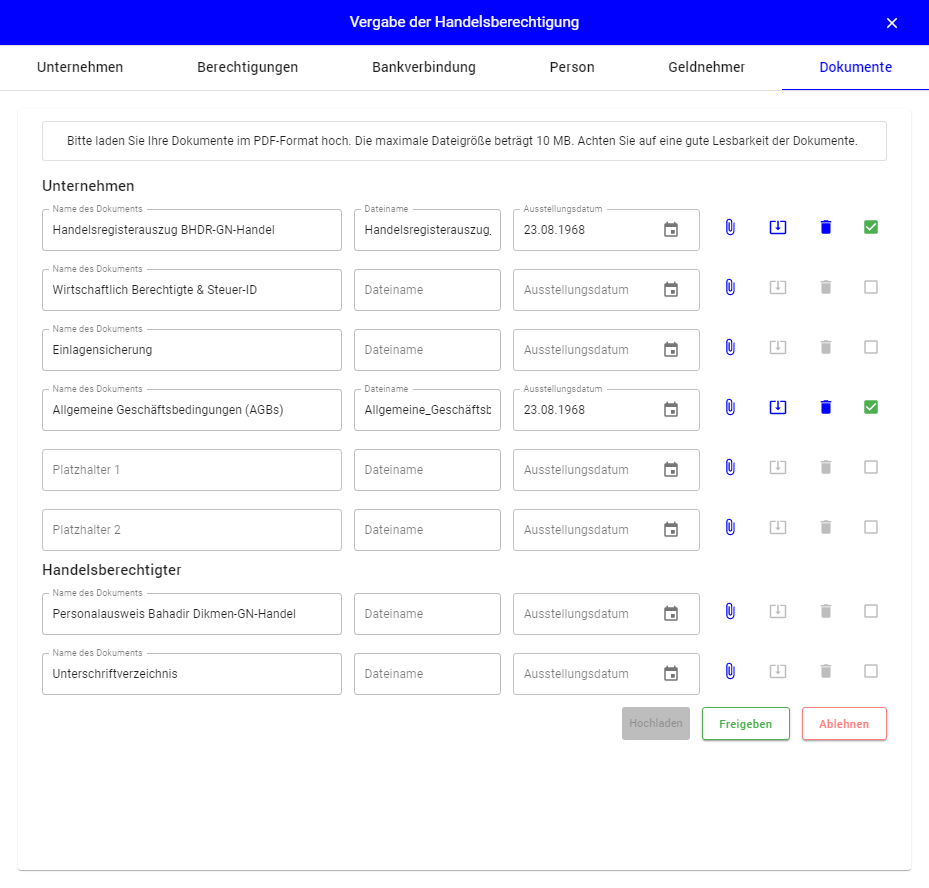 Vergabe der Handelsberechtigung
Unternehmen Berechtigungen Bankverbindung Person Geldnehmer Dokumente
Bitte laden Sie Ihre Dokumente im PDF-Format hoch. Die maximale Dateigröße beträgt 10 MB. Achten Sie auf eine gute Lesbarkeit der Dokumente.
Unternehmen
Name des Dokuments Dateiname Ausstellungsdatum
Handelsregisterauszug BHDR-GN-Handel Handelsregisterauszug_ 23.08.1968
Name des Dokuments
Wirtschaftlich Berechtigte & Steuer-ID Dateiname Ausstellungsdatum
Name des Dokuments
Einlagensicherung Dateiname Ausstellungsdatum
Name des Dokuments Dateiname Ausstellungsdatum
Allgemeine Geschäftsbedingungen (AGBs) Allgemeine_Geschäftsb 23.08.1968
Platzhalter 1 Dateiname Ausstellungsdatum
Platzhalter 2 Dateiname Ausstellungsdatum
Handelsberechtigter
Name des Dokuments
Personalausweis Bahadir Dikmen-GN-Handel Dateiname Ausstellungsdatum
Name des Dokuments
Unterschriftverzeichnis Dateiname Ausstellungsdatum
Hochladen Freigeben Ablehnen